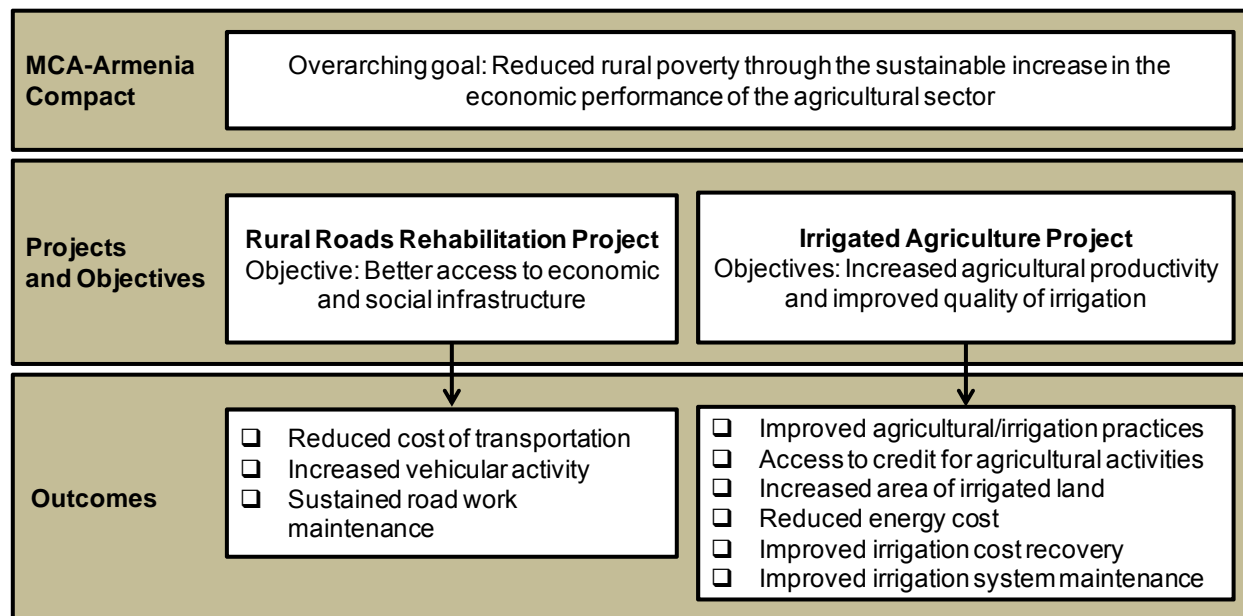 MCA-Armenia
Compact
Overarching goal: Reduced rural poverty through the sustainable increase in the
economic performance of the agricultural sector
Projects
and Objectives
Rural Roads Rehabilitation Project
Objective: Better access to economic
and social infrastructure
Irrigated Agriculture Project
Objectives: Increased agricultural productivity
and improved quality of irrigation
Outcomes
❑ Reduced cost of transportation
❑ Increased vehicular activity
❑ Sustained road work
maintenance
❑ Improved agricultural/irrigation practices
❑ Access to credit for agricultural activities
❑ Increased area of irrigated land
❑ Reduced energy cost
❑ Improved irrigation cost recovery
❑ Improved irrigation system maintenance